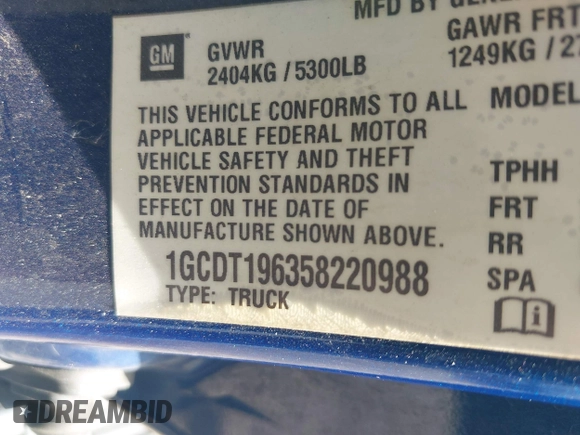 MFD BY
GM
GVWR
GAWR FRT
2404KG / 5300LB
1249KG /
THIS VEHICLE CONFORMS TO ALL
MODEL
APPLICABLE FEDERAL MOTOR
VEHICLE SAFETY AND THEFT
TPHH
PREVENTION STANDARDS IN
FRT
EFFECT ON THE DATE OF
MANUFACTURE SHOWN ABOVE.
RR
1GCDT196358220988
SPA
TYPE: TRUCK
i
DREAMBID